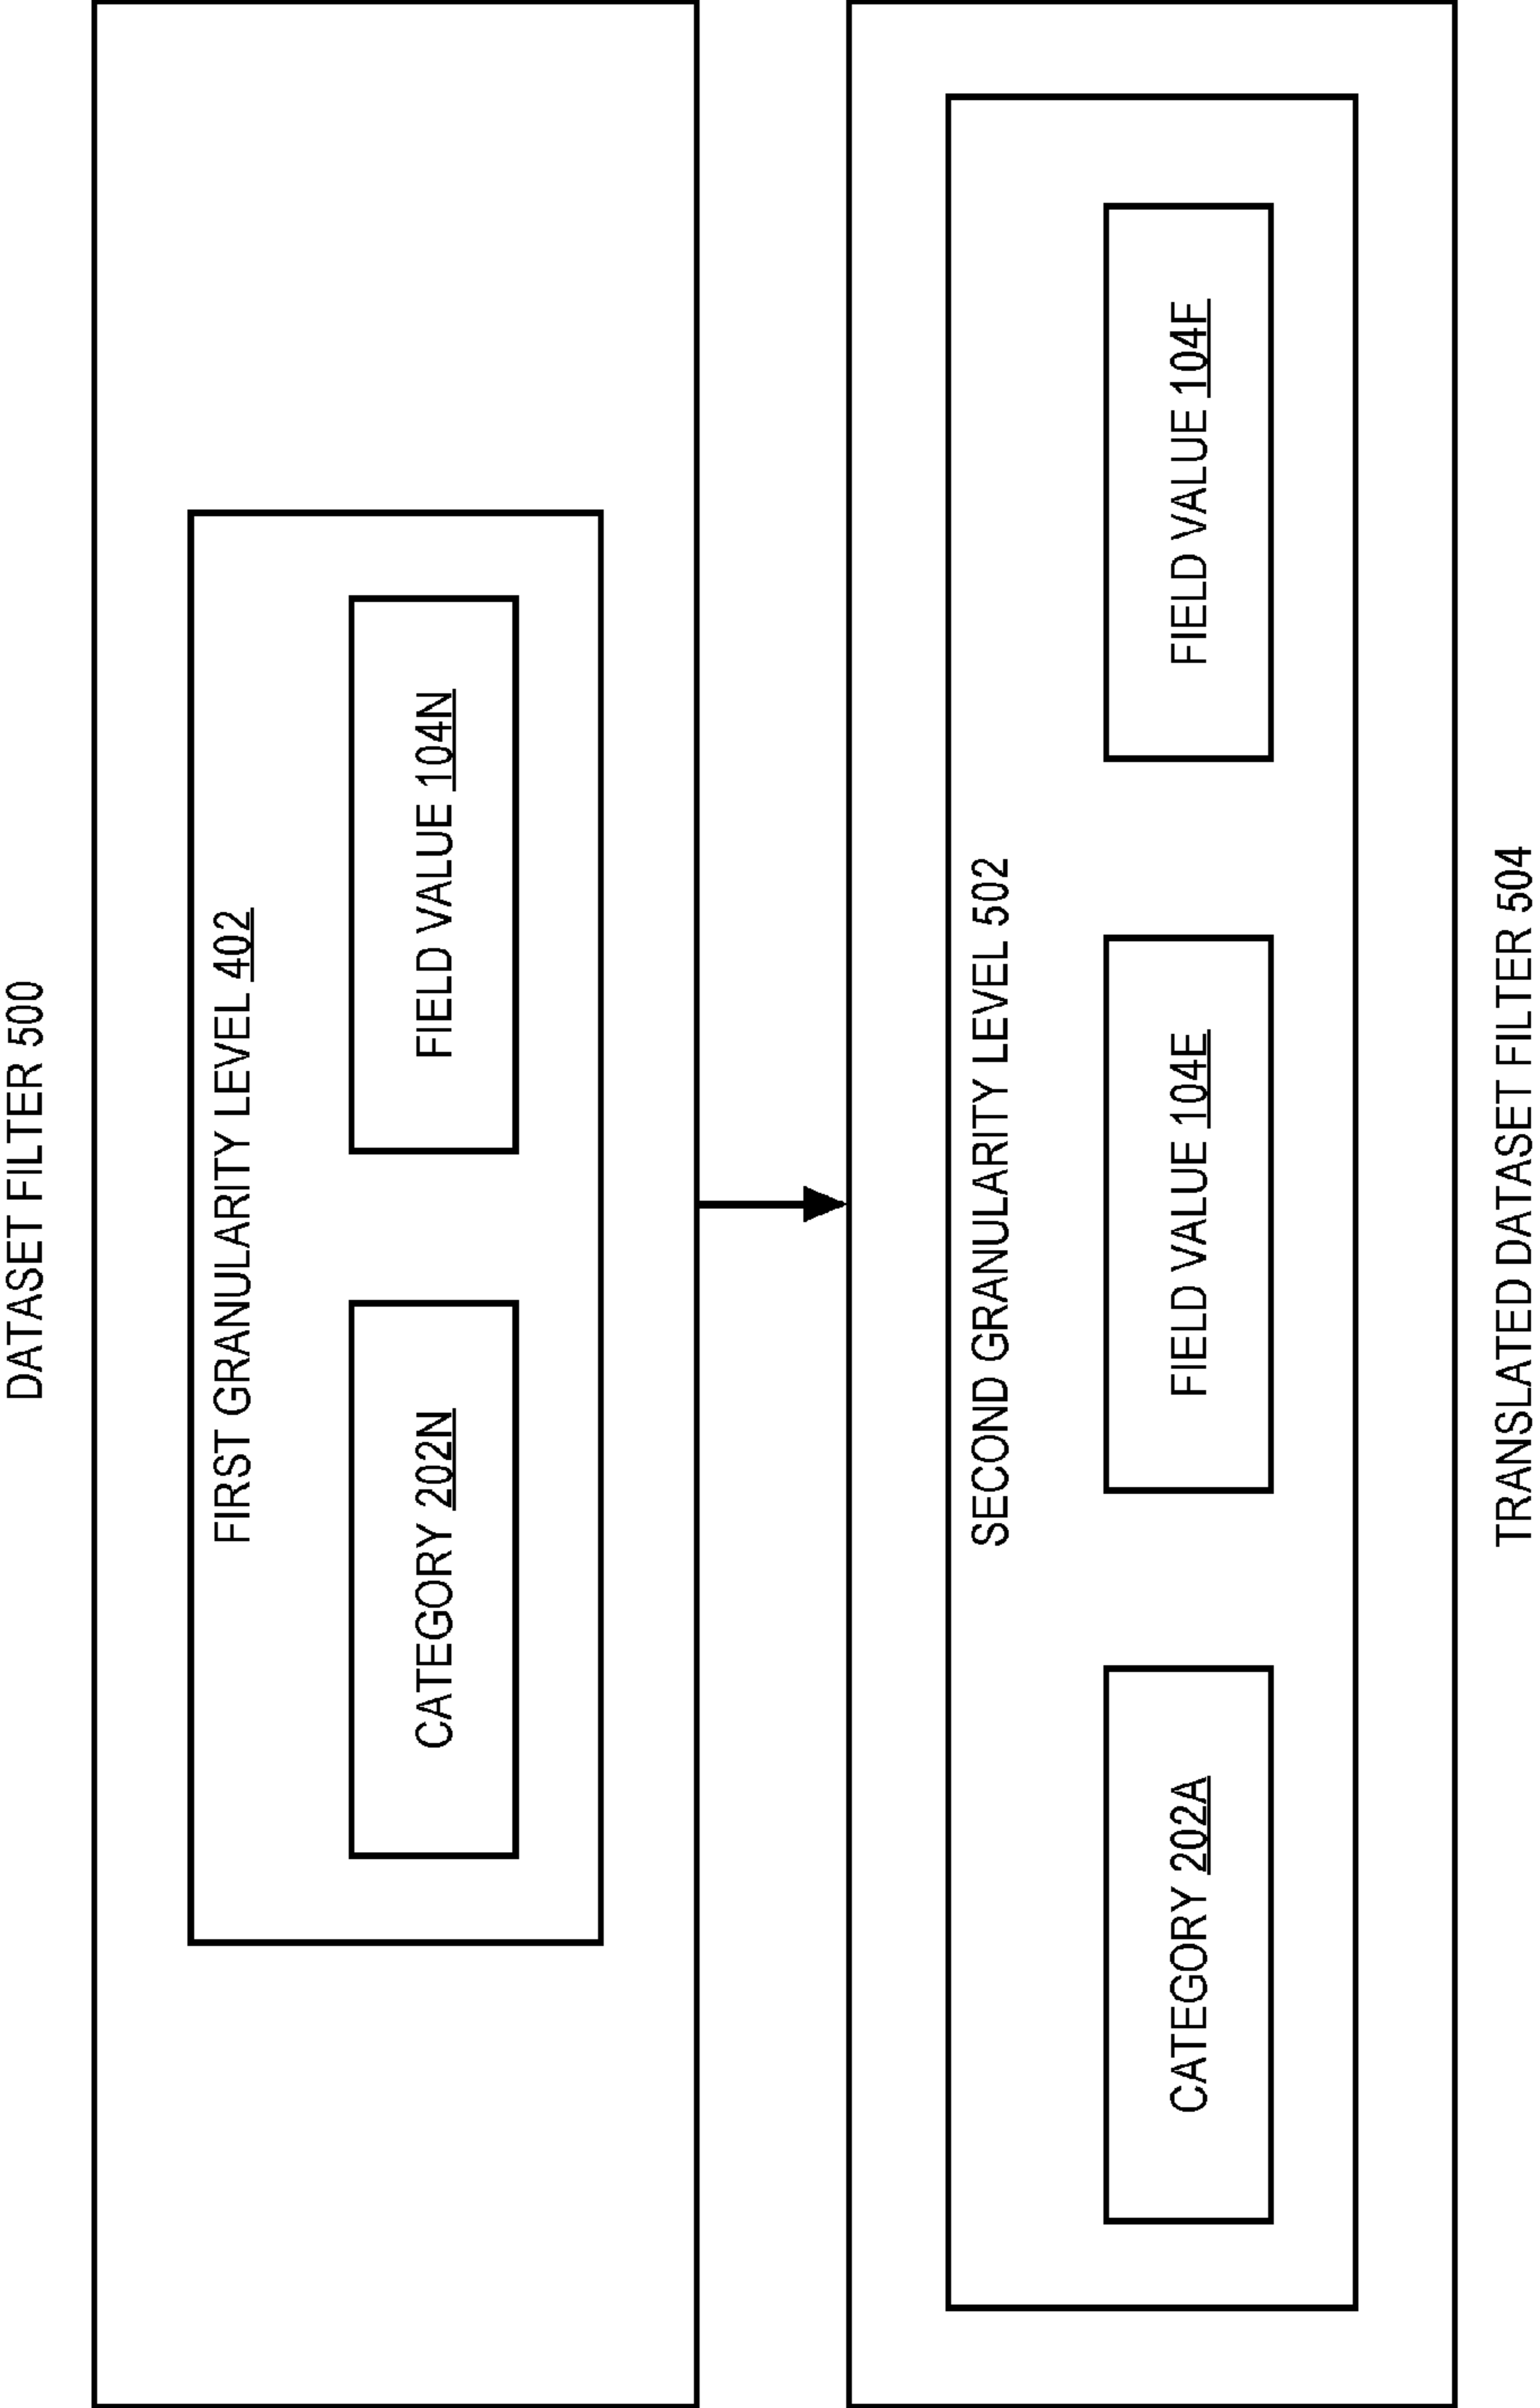 DATASET FILTER 500
FIRST GRANULARITY LEVEL 402
CATEGORY 202N
FIELD VALUE 104N
SECOND GRANULARITY LEVEL 502
CATEGORY 202A
FIELD VALUE 104E
FIELD VALUE 104F
TRANSLATED DATASET FILTER 504